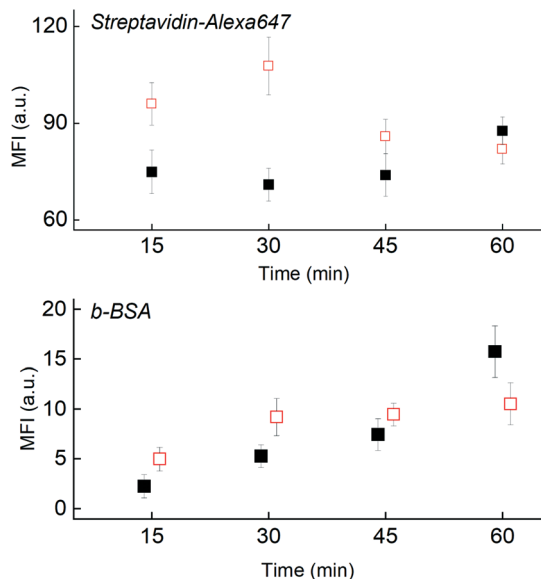 Streptavidin-Alexa647
120
90
60
MFI (a.u.)
15 30 45 60
Time (min)
b-BSA
20
15
10
5
0
MFI (a.u.)
15 30 45 60
Time (min)